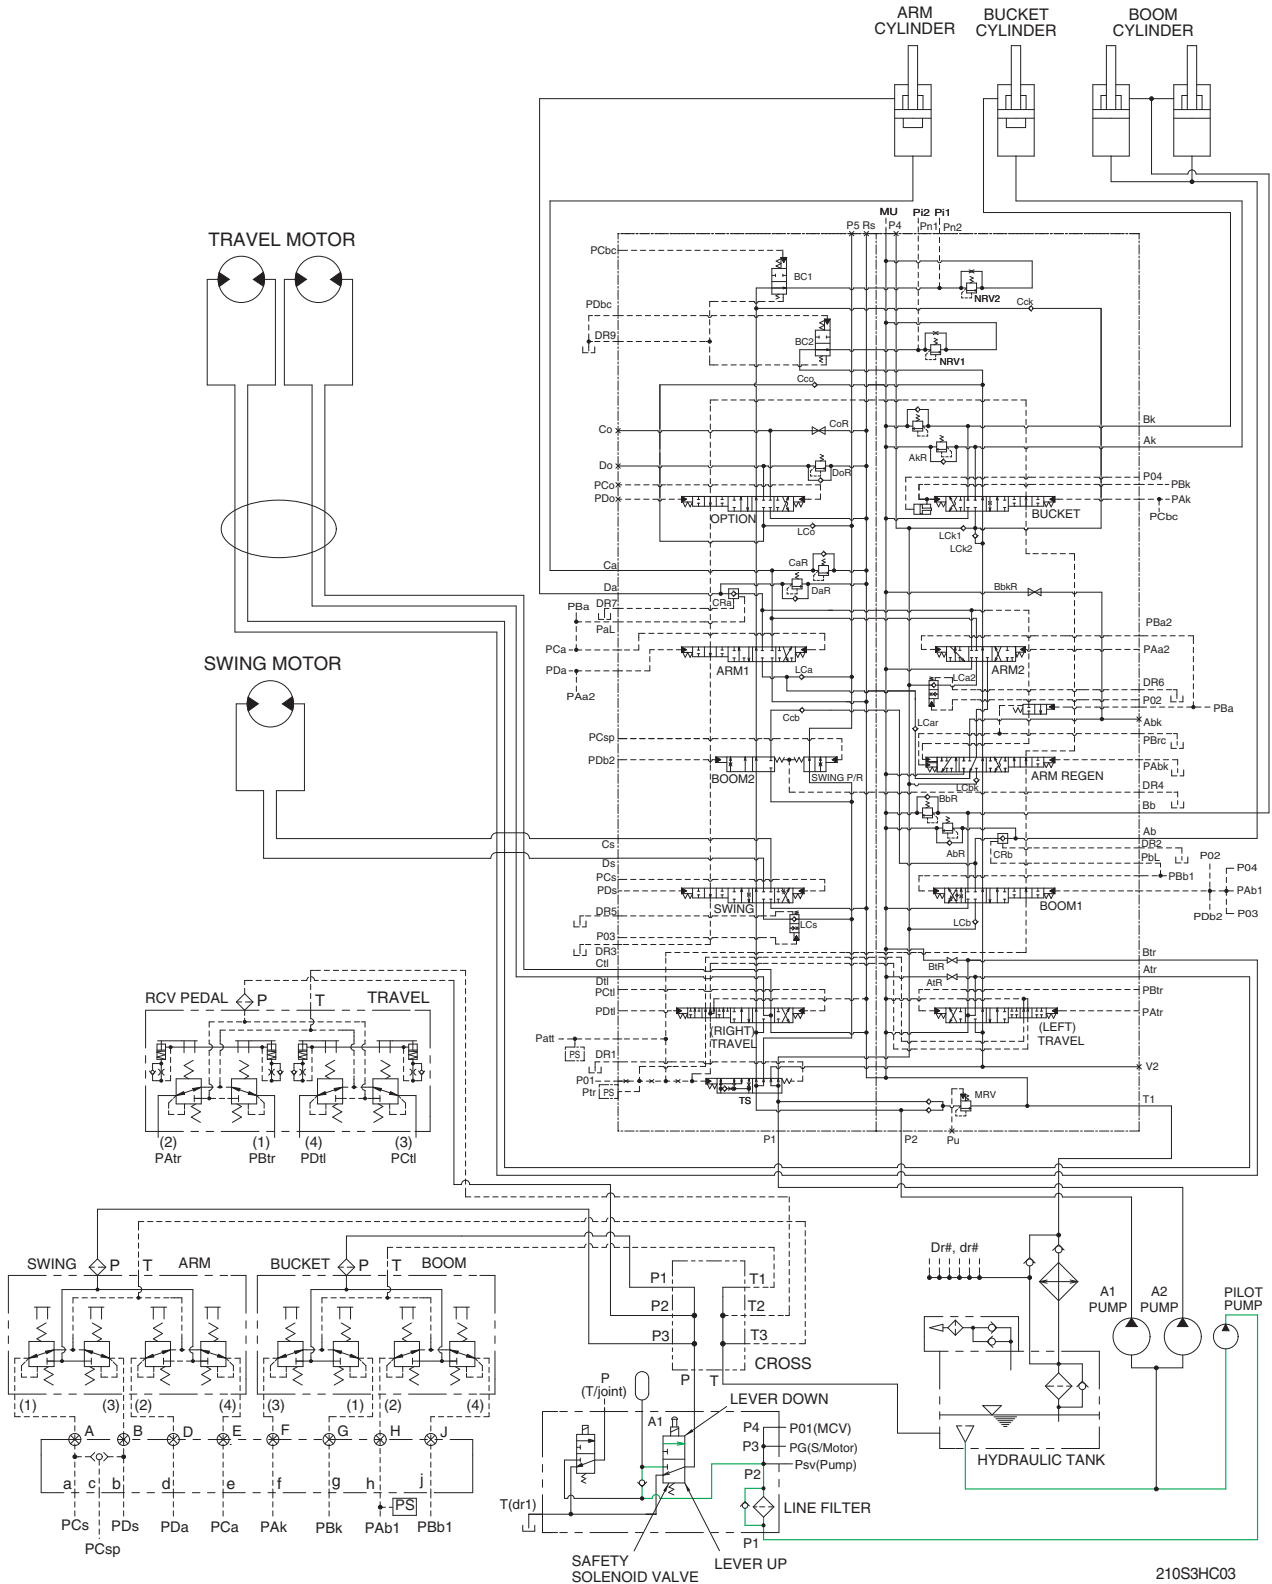 ARM
CYLINDER
BUCKET
CYLINDER
BOOM
CYLINDER
TRAVEL MOTOR
SWING MOTOR
P5 Rs
MU
P4
Pi2 Pi1
Pn1 Pn2
PCbc
BC1
NRV2
Cck
PDbc
DR9
BC2
NRV1
Cco
Co
CoR
Bk
Ak
AkR
Do
DoR
PCo
PDo
P04
PBk
PAk
PCbc
OPTION
BUCKET
LCo
LCk1
LCk2
Ca
CaR
Da
DaR
CRa
BbkR
PBa
DR7
PaL
PBa2
PCa
PAa2
PDa
PAa2
ARM1
ARM2
LCa
LCa2
DR6
P02
PBa
Ccb
LCar
Abk
PCsp
PBrc
PDb2
BOOM2
SWING P/R
ARM REGEN
PAbk
LCbk
DR4
BbR
Bb
AbR
CRb
Ab
DR2
PbL
Cs
Ds
PCs
PDs
PBb1
P02
P04
PAb1
PDb2
P03
SWING
BOOM1
DR5
LCs
LCb
P03
DR3
Ctl
Dtl
PCtl
PDtl
BtR
Btr
AtR
Atr
PBtr
PAtr
(RIGHT)
TRAVEL
(LEFT)
TRAVEL
Patt
PS
DR1
P01
Ptr
PS
TS
V2
MRV
T1
P1
P2
Pu
RCV PEDAL
P
T
TRAVEL
(2)
(1)
(4)
(3)
PAtr
PBtr
PDtl
PCtl
SWING
P
T
ARM
BUCKET
P
T
BOOM
(1)
(3)
(2)
(4)
(3)
(1)
(2)
(4)
A
B
D
E
F
G
H
J
a
c
b
d
e
f
g
h
j
PS
PCs
PDs
PDa
PCa
PAk
PBk
PAb1
PBb1
PCsp
P1
T1
P2
T2
P3
T3
CROSS
P
T
P
(T/joint)
LEVER DOWN
A1
P4
P01(MCV)
P3
PG(S/Motor)
Psv(Pump)
P2
T(dr1)
LINE FILTER
P1
SAFETY
SOLENOID VALVE
LEVER UP
Dr#, dr#
A1
PUMP
A2
PUMP
PILOT
PUMP
HYDRAULIC TANK
210S3HC03